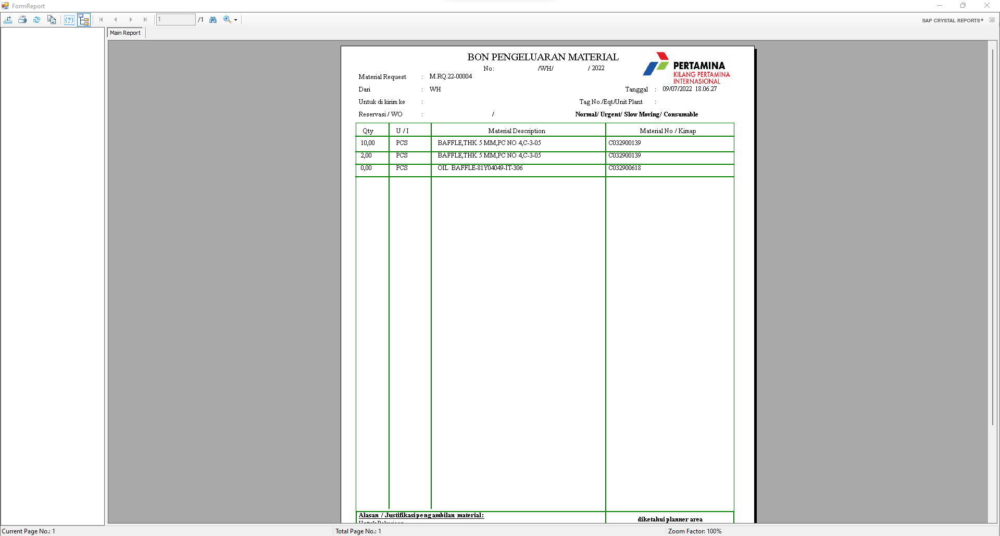 FormReport
1 /1
SAP CRYSTAL REPORTS®
Main Report
BON PENGELUARAN MATERIAL
No: /WH/ / 2022
PERTAMINA
KILANG PERTAMINA
INTERNASIONAL
Material Request : M.RQ.22-00004
Dari : WH
Tanggal : 09/07/2022 18.06.27
Untuk di kirim ke :
Tag No./Eqt/Unit Plant :
Reservasi / WO : /
Normal/ Urgent/ Slow Moving/ Consumable
Qty U / I Material Description Material No / Kimap
10,00 PCS BAFFLE,THK 5 MM,PC NO 4,C-3-05 C032900139
2,00 PCS BAFFLE,THK 5 MM,PC NO 4,C-3-05 C032900139
0,00 PCS OIL BAFFLE-81Y04049-IT-306 C032900618
Alasan / Justifikasi pengambilan material:
diketahui planner area
Current Page No.: 1
Total Page No.: 1
Zoom Factor: 100%